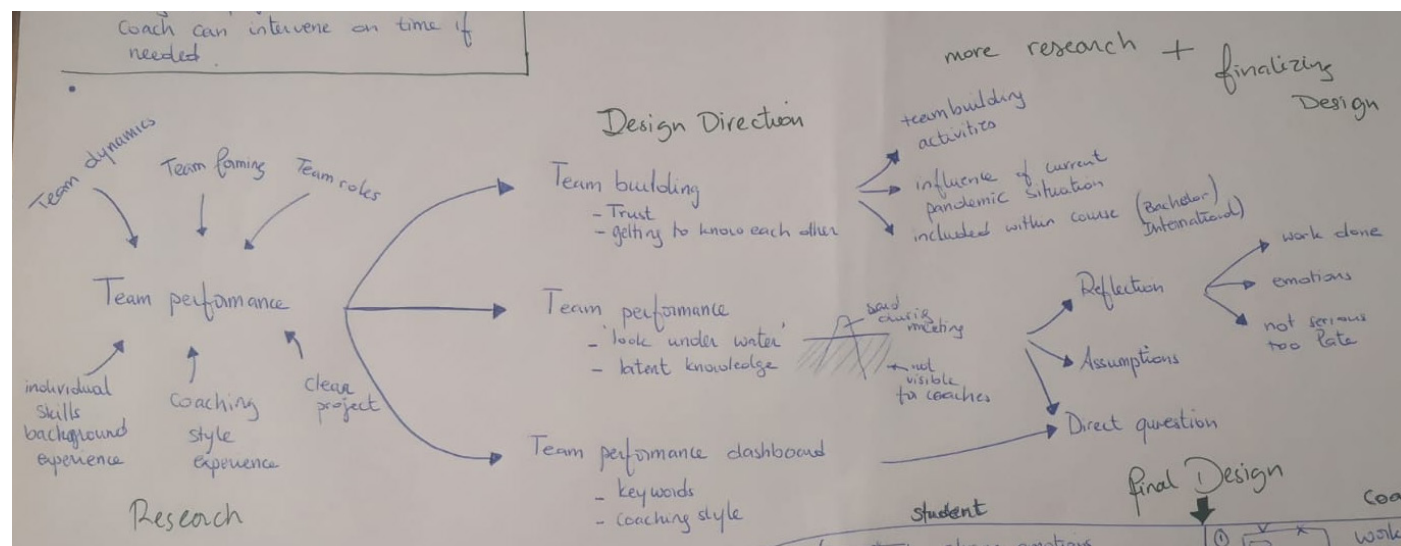 Coach can intervene on time if
needed.
more research + finalizing
Design
Team dynamics
Team forming
Team roles
Team performance
individual
skills
background
experience
Coaching
style
experience
clear
project
Research
Design Direction
Team building
- Trust
- getting to know each other
Team performance
- 'look under water'
- latent knowledge
said
during
meeting
not
visible
for coaches
Team performance dashboard
- keywords
- coaching style
teambuilding
activities
influence of current
pandemic situation
included within course (Bachelor/
International)
Reflection
Assumptions
Direct question
work done
emotions
not serious
too late
final Design
student
emotions
1
work